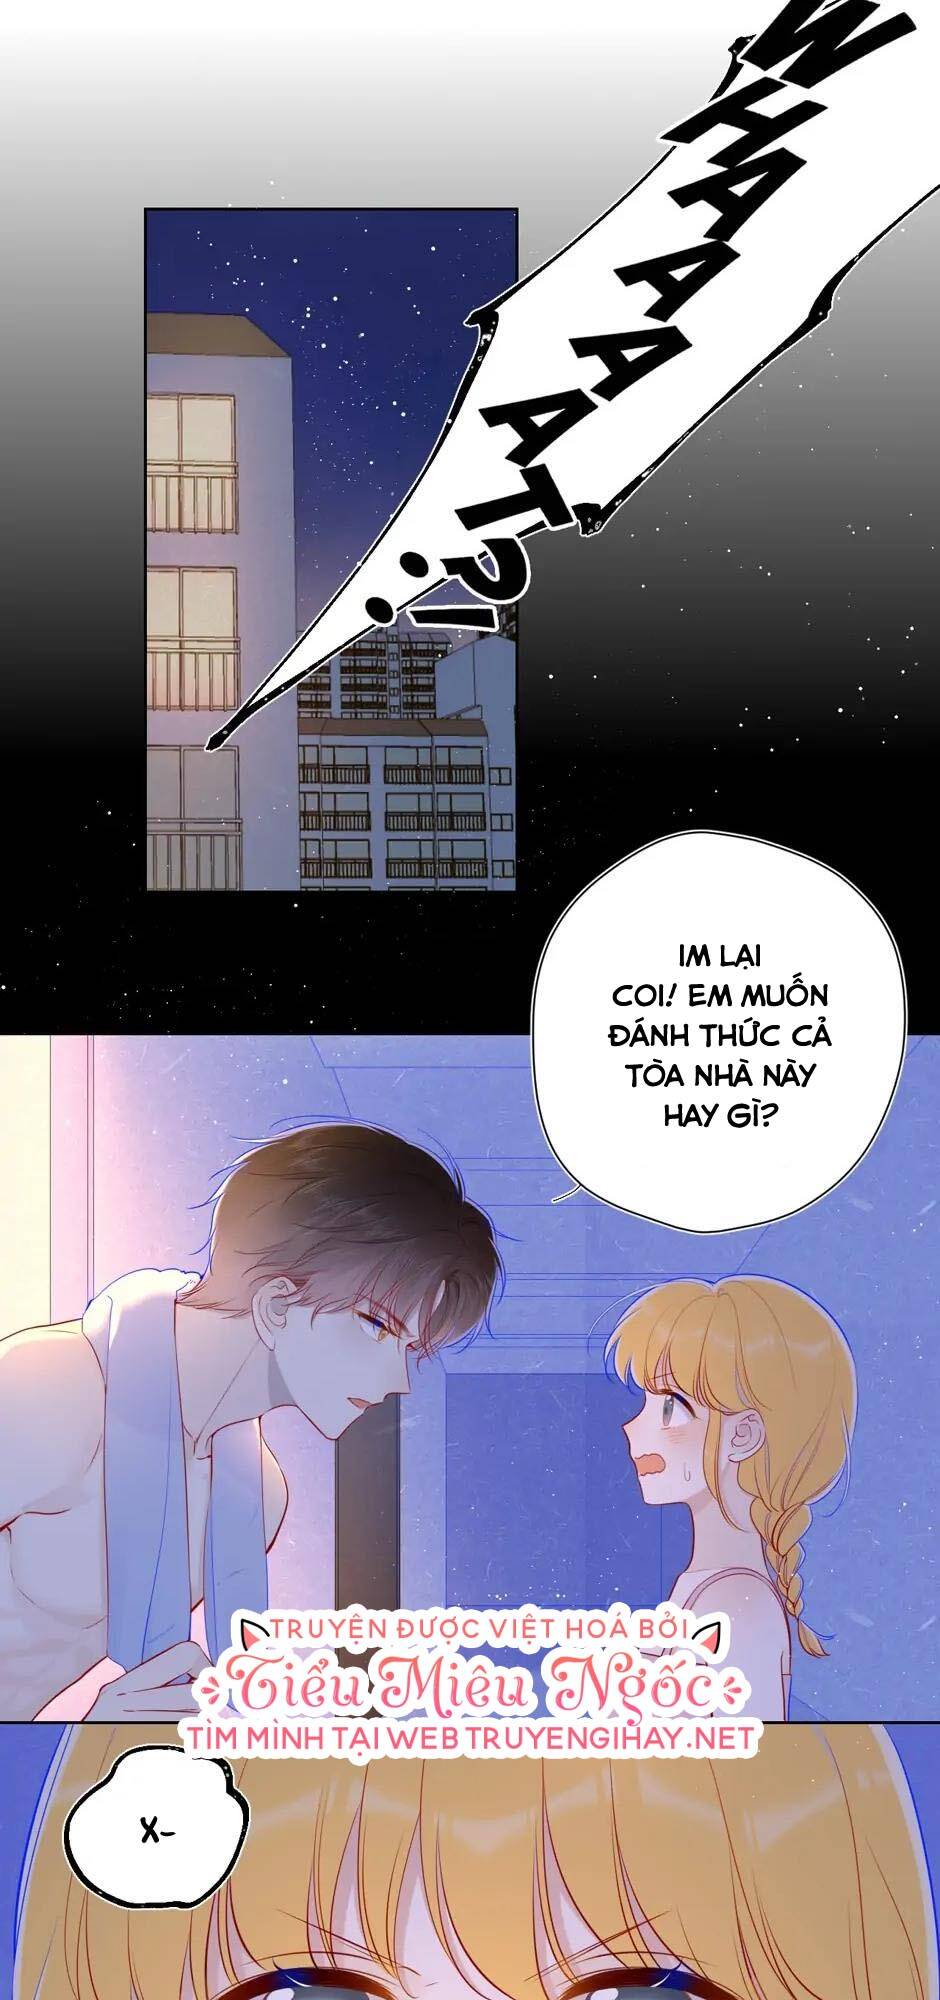 WHAAAAT?!
IM LẠI
COI! EM MUỐN
ĐÁNH THỨC CẢ
TÒA NHÀ NÀY
HAY GÌ?
TRUYỆN ĐƯỢC VIỆT HOÁ BỞI
TIỂU MIÊU NGỐC
TÌM MÌNH TẠI WEB TRUYENGIHAY.NET
X-